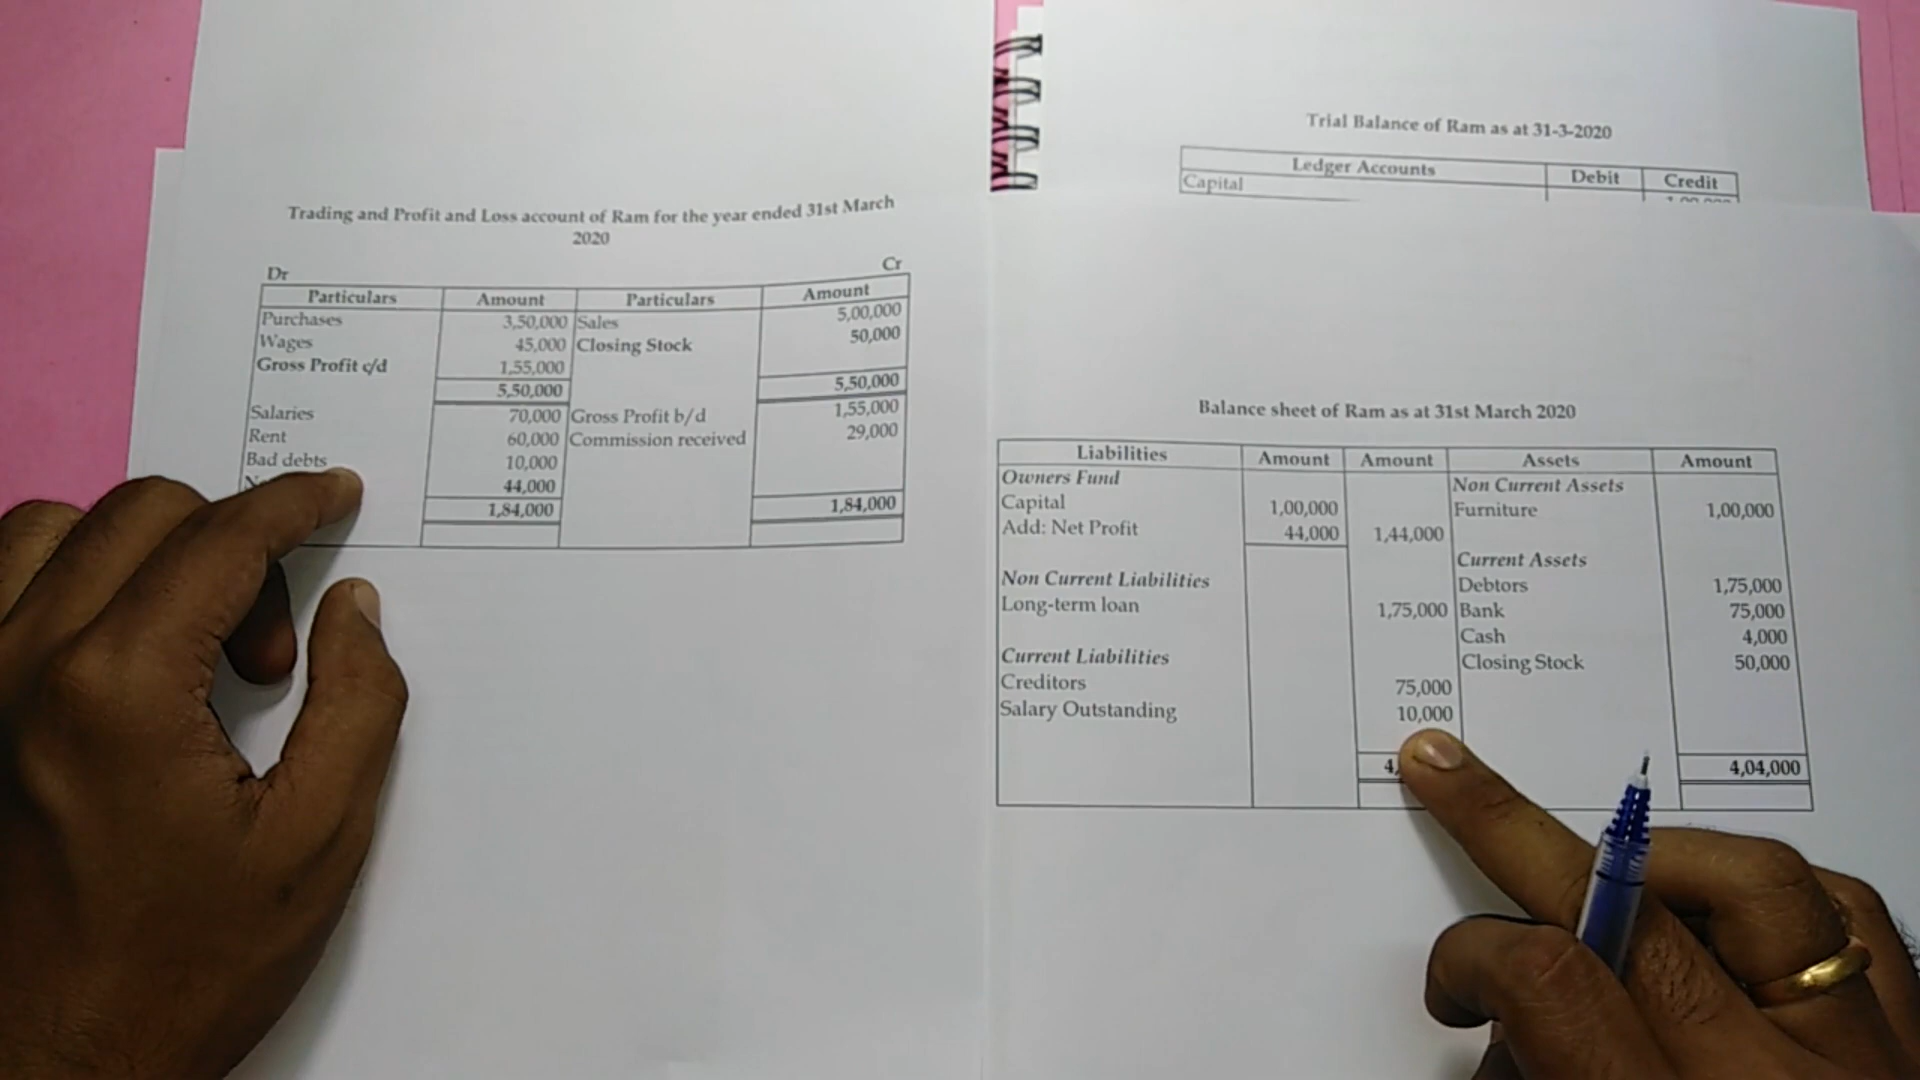 Trading and Profit and Loss account of Ram for the year ended 31st March
2020
Dr Cr
Particulars Amount Particulars Amount
Purchases 3,50,000 Sales 5,00,000
Wages 45,000 Closing Stock 50,000
Gross Profit c/d 1,55,000
5,50,000 5,50,000
Salaries 70,000 Gross Profit b/d 1,55,000
Rent 60,000 Commission received 29,000
Bad debts 10,000
44,000
1,84,000 1,84,000
Trial Balance of Ram as at 31-3-2020
Ledger Accounts Debit Credit
Capital
Balance sheet of Ram as at 31st March 2020
Liabilities Amount Amount Assets Amount
Owners Fund Non Current Assets
Capital 1,00,000 Furniture 1,00,000
Add: Net Profit 44,000 1,44,000
Current Assets
Non Current Liabilities Debtors 1,75,000
Long-term loan 1,75,000 Bank 75,000
Cash 4,000
Current Liabilities Closing Stock 50,000
Creditors 75,000
Salary Outstanding 10,000
4,04,000